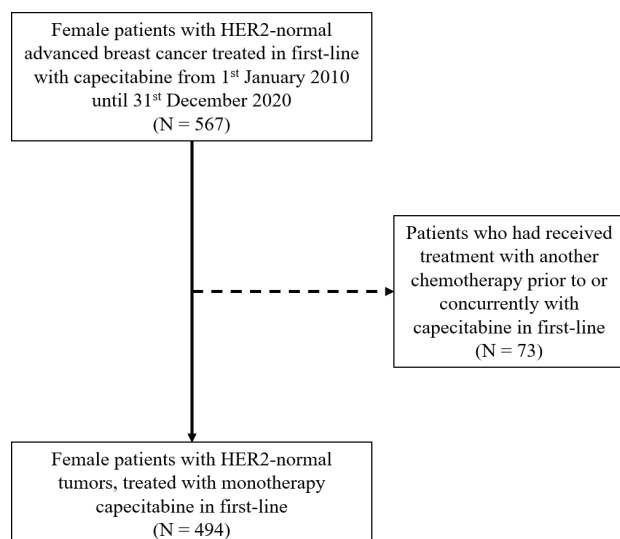 Female patients with HER2-normal
advanced breast cancer treated in first-line
with capecitabine from 1st January 2010
until 31st December 2020
(N = 567)
Patients who had received
treatment with another
chemotherapy prior to or
concurrently with
capecitabine in first-line
(N = 73)
Female patients with HER2-normal
tumors, treated with monotherapy
capecitabine in first-line
(N = 494)